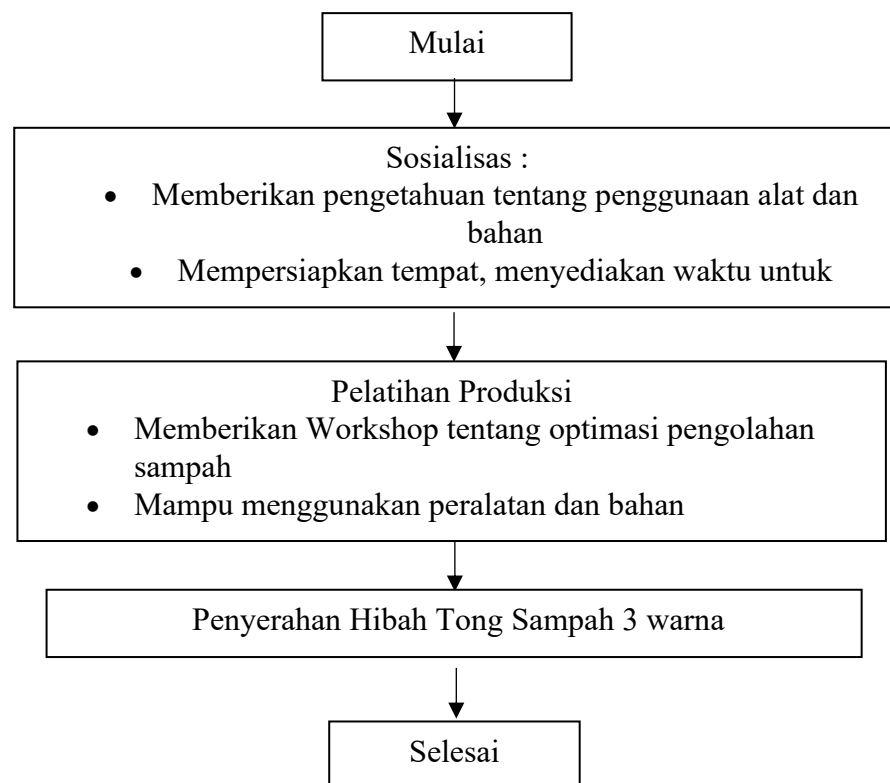 Mulai
Sosialisas :
• Memberikan pengetahuan tentang penggunaan alat dan
bahan
• Mempersiapkan tempat, menyediakan waktu untuk
Pelatihan Produksi
• Memberikan Workshop tentang optimasi pengolahan
sampah
• Mampu menggunakan peralatan dan bahan
Penyerahan Hibah Tong Sampah 3 warna
Selesai